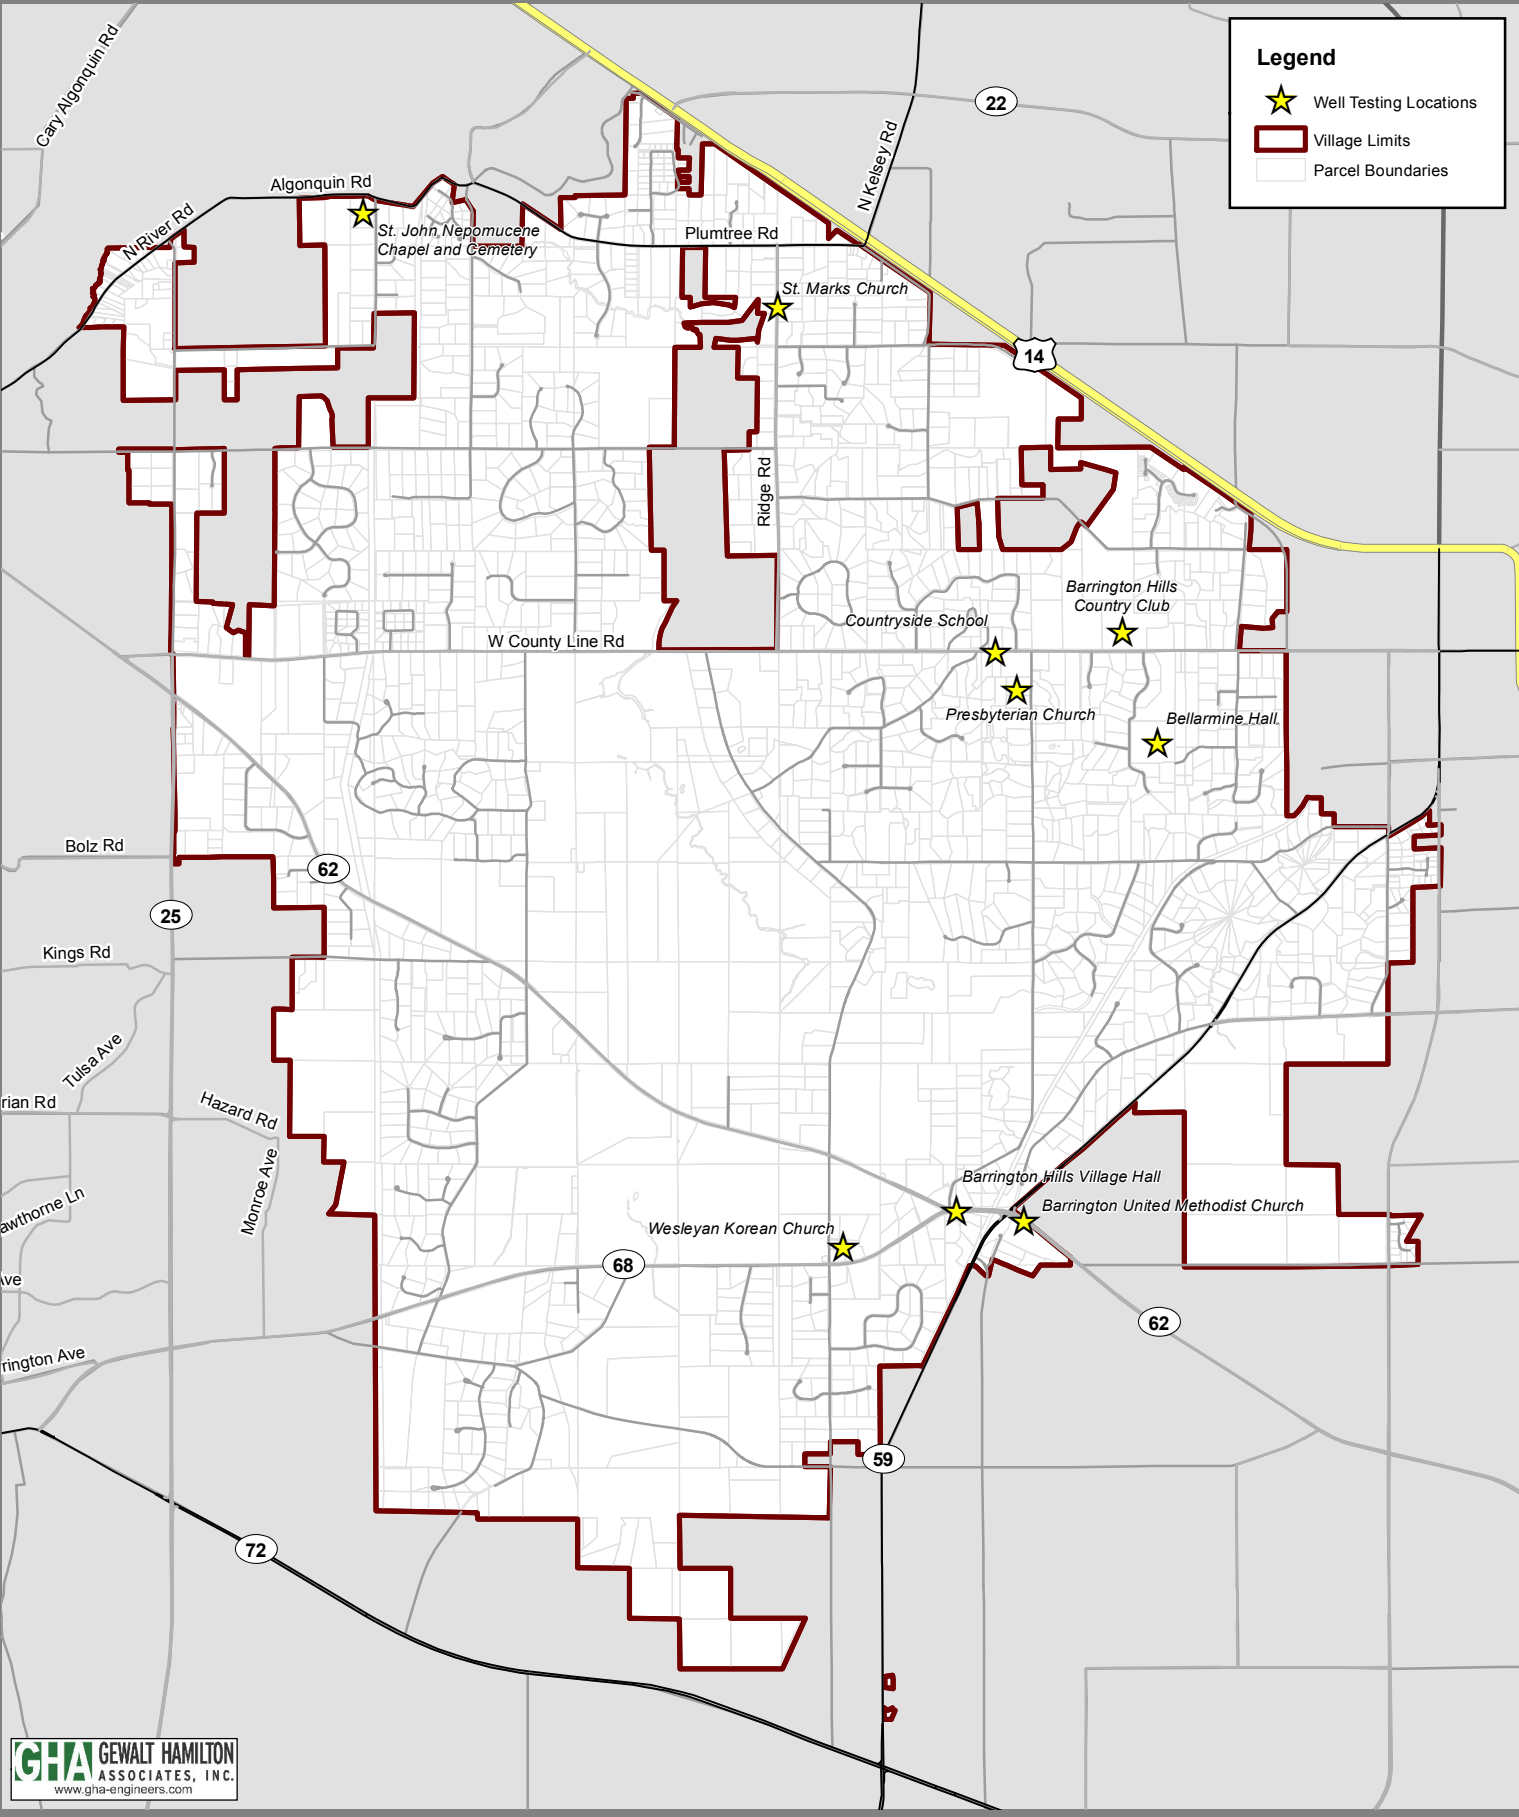 Cary Algonquin Rd
22
Legend
Well Testing Locations
Village Limits
Parcel Boundaries
N Kelsey Rd
Algonquin Rd
N River Rd
St. John Nepomucene
Chapel and Cemetery
Plumtree Rd
St. Marks Church
14
Ridge Rd
Barrington Hills
Country Club
Countryside School
W County Line Rd
Presbyterian Church
Bellarmine Hall
Bolz Rd
62
25
Kings Rd
Tulsa Ave
rian Rd
Hazard Rd
Monroe Ave
awthorne Ln
Barrington Hills Village Hall
Barrington United Methodist Church
Wesleyan Korean Church
68
Ave
62
rrington Ave
59
72
GHA GEWALT HAMILTON
ASSOCIATES, INC.
www.gha-engineers.com